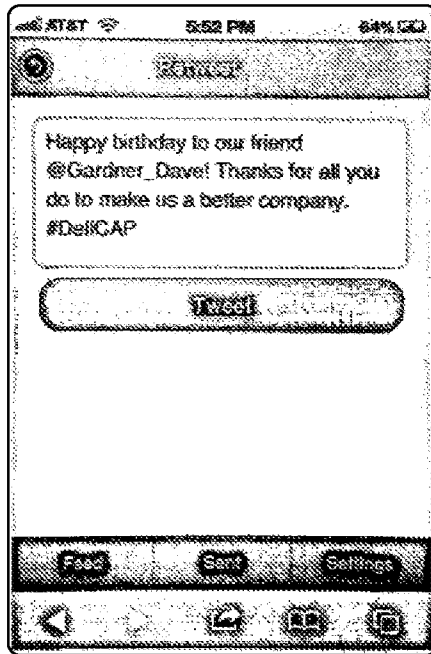 AT&T 5:52 PM 64%
Happy birthday to our friend
@Gardner_Dave! Thanks for all you
do to make us a better company.
#DellCAP
Tweet
Feed Sent Settings